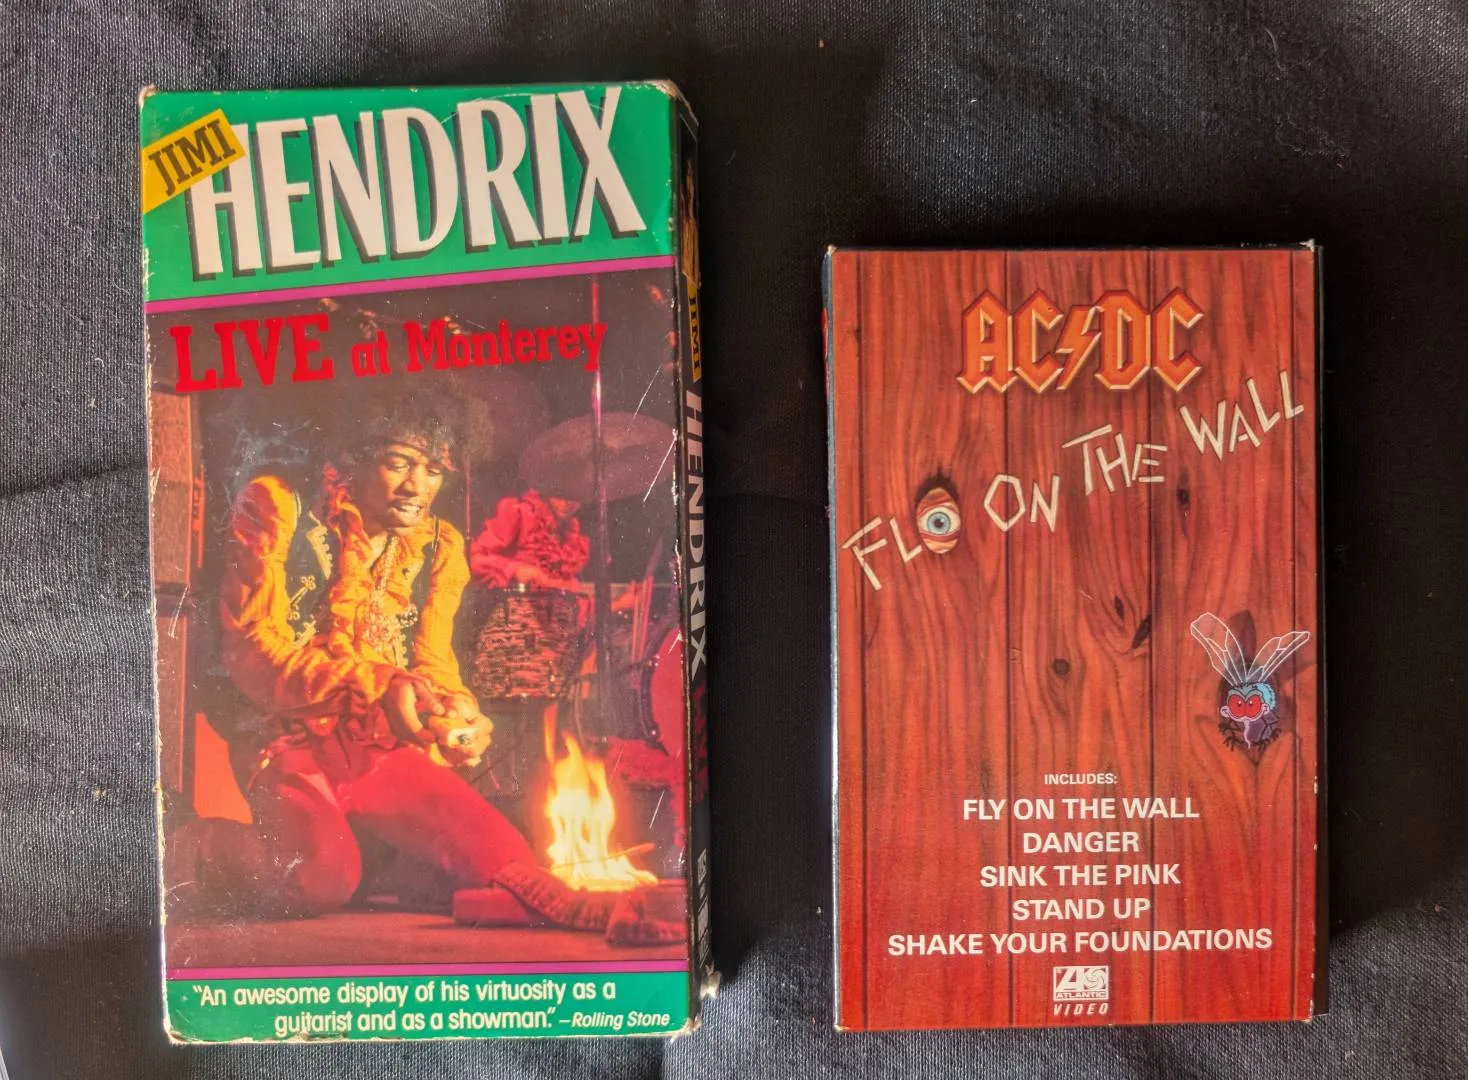 JIMI
HENDRIX
LIVE at Monterey
"An awesome display of his virtuosity as a
guitarist and as a showman." –Rolling Stone
JIMI HENDRIX
AC⚡DC
FLY ON THE WALL
INCLUDES:
FLY ON THE WALL
DANGER
SINK THE PINK
STAND UP
SHAKE YOUR FOUNDATIONS
ATLANTIC
VIDEO